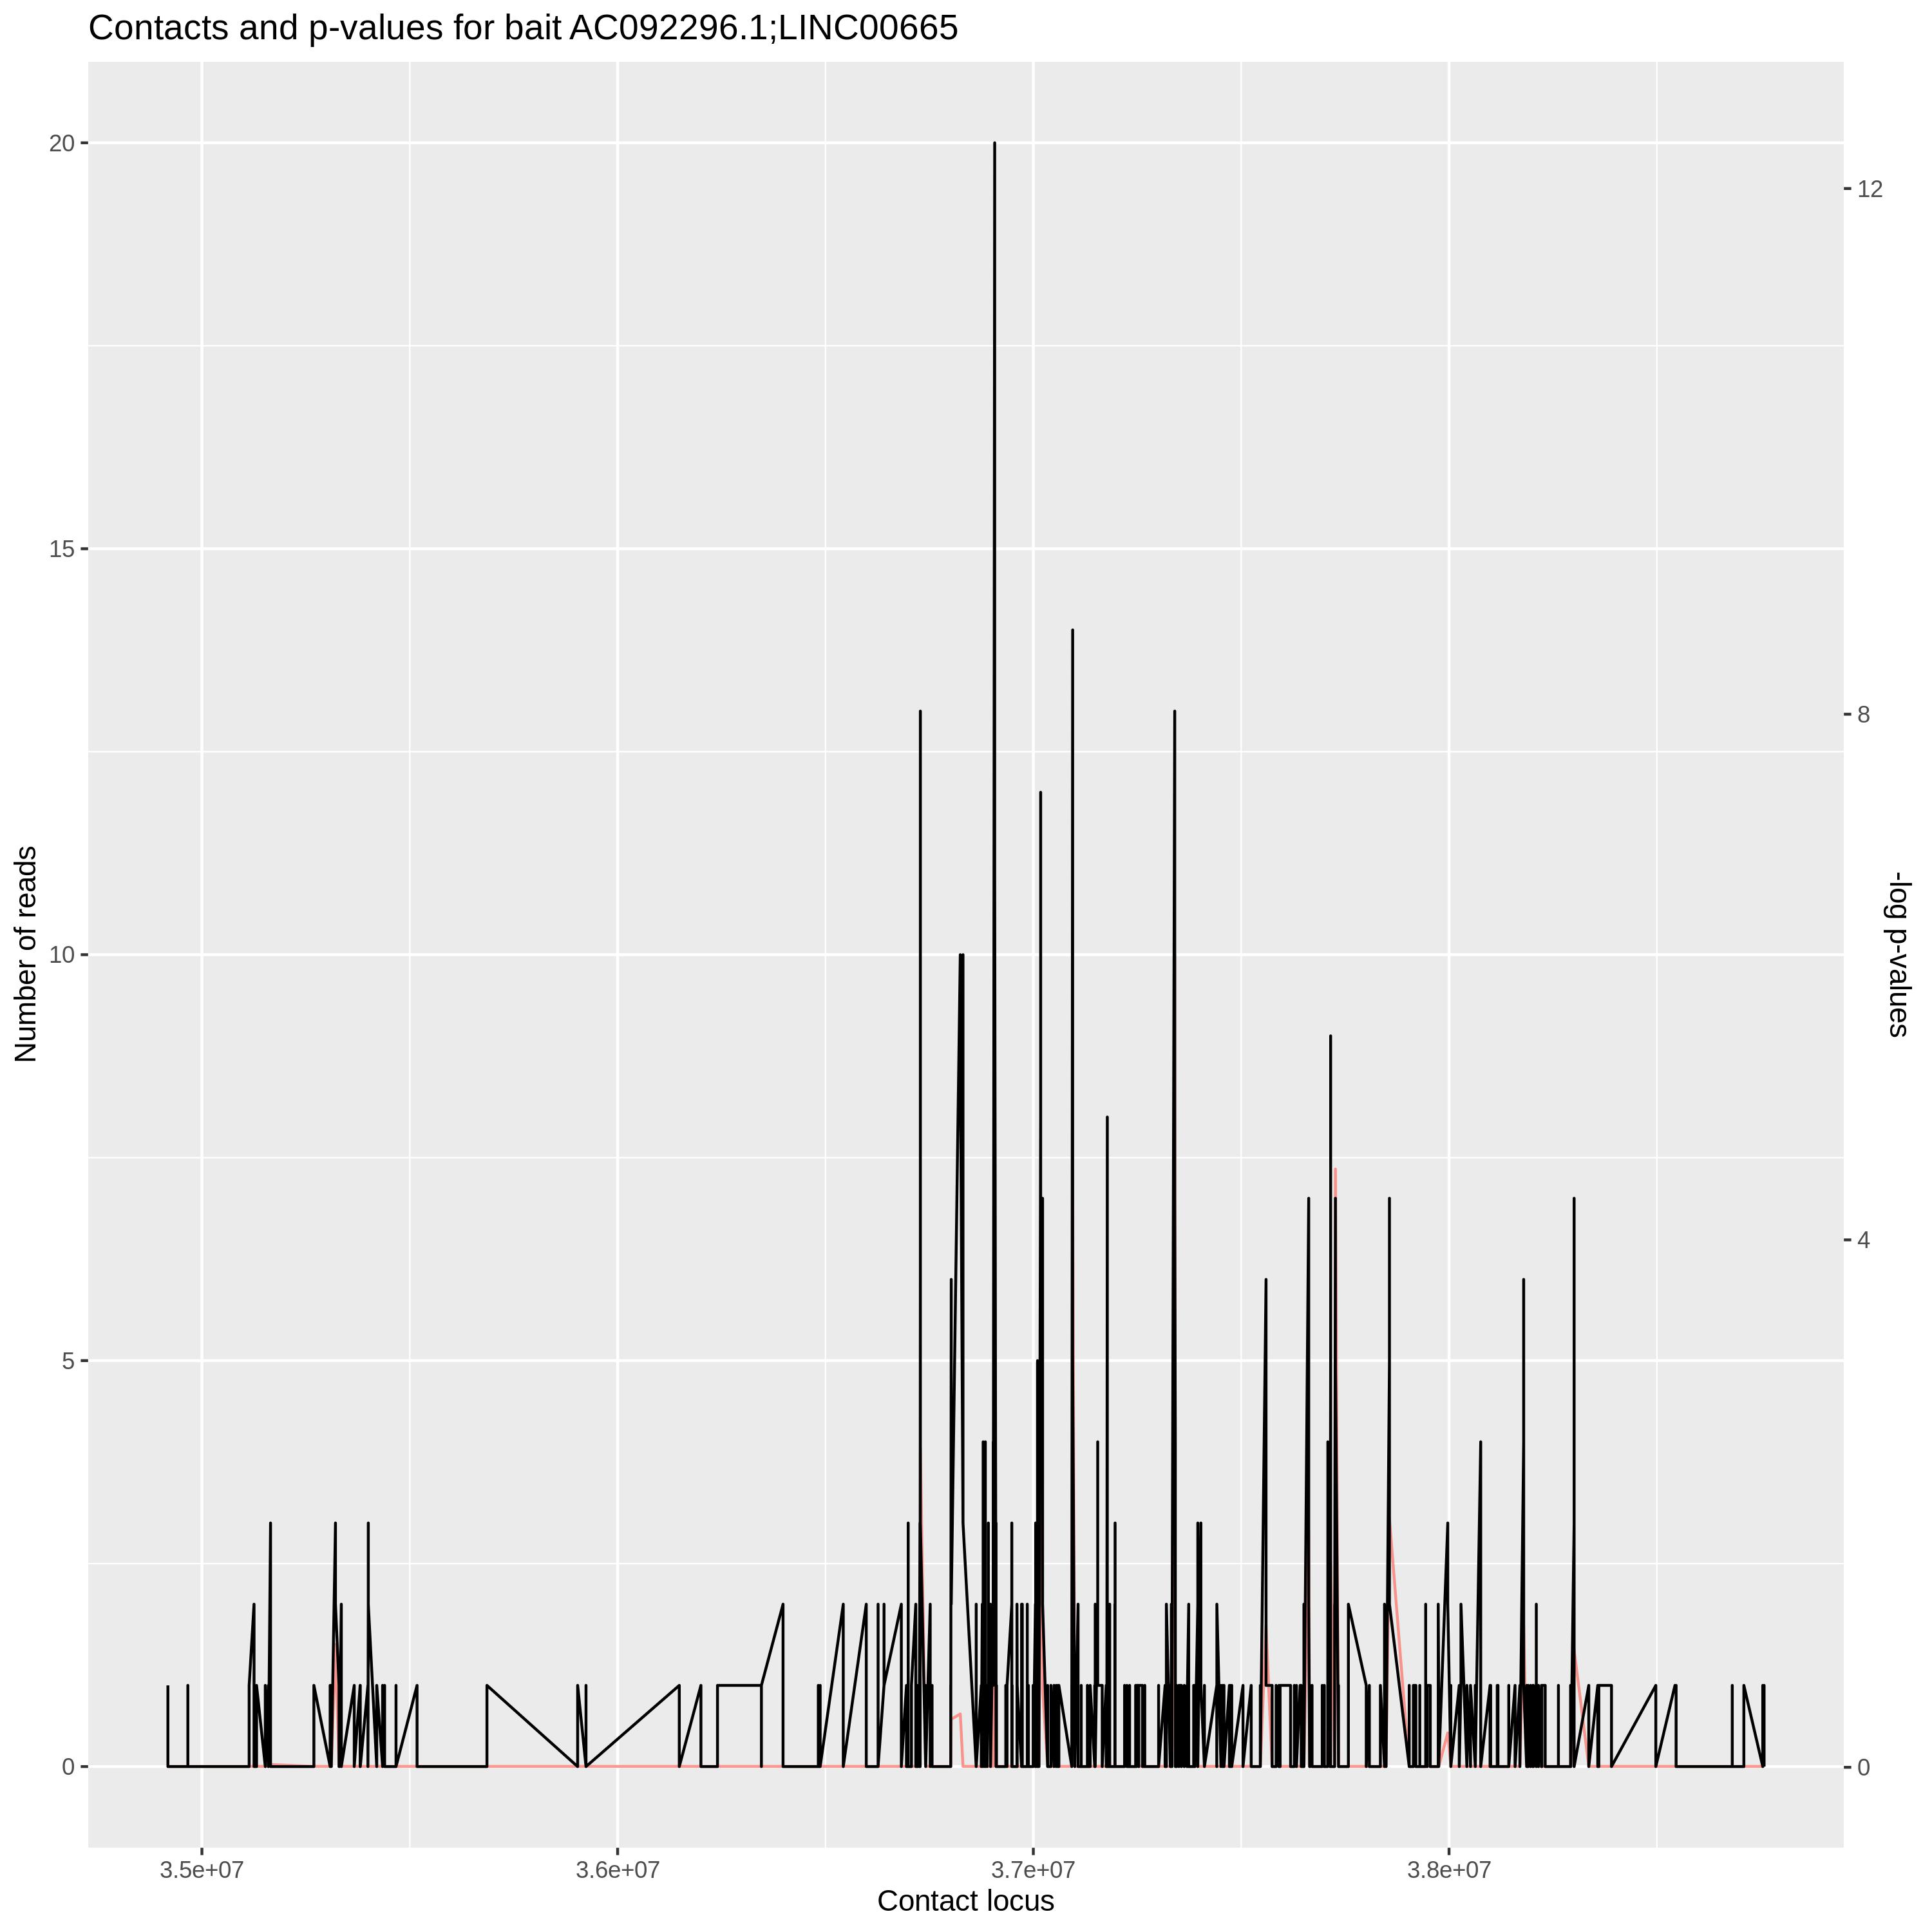 Contacts and p-values for bait AC092296.1;LINC00665
20
15
10
5
0
Number of reads
12
8
4
0
-log p-values
3.5e+07
3.6e+07
3.7e+07
3.8e+07
Contact locus